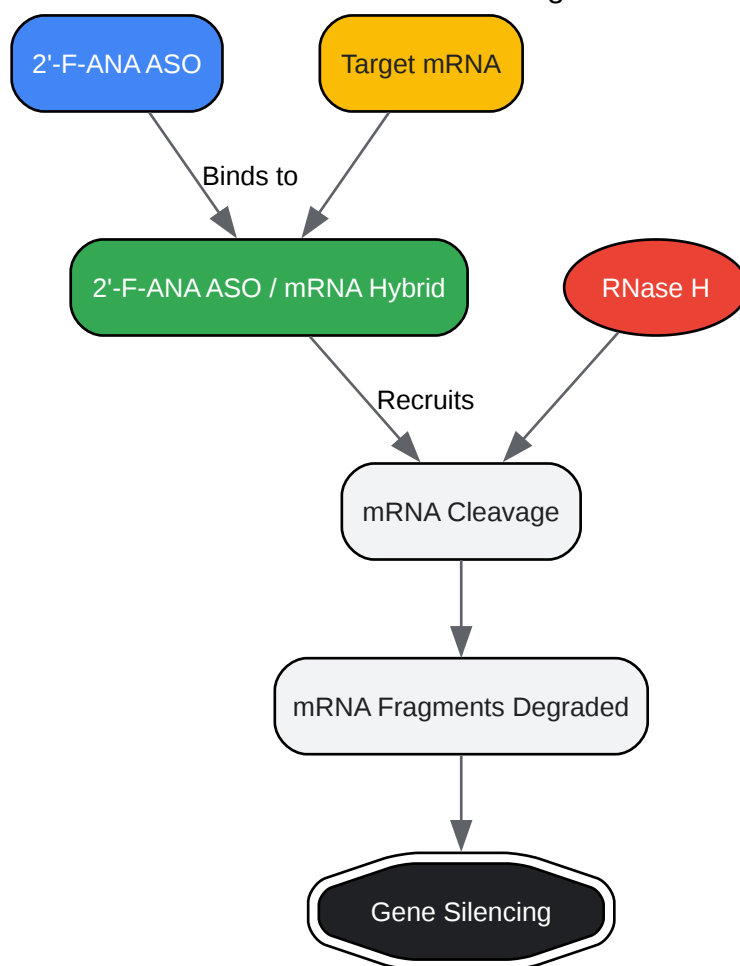 2'-F-ANA ASO
Target mRNA
Binds to
2'-F-ANA ASO / mRNA Hybrid
RNase H
Recruits
mRNA Cleavage
mRNA Fragments Degraded
Gene Silencing